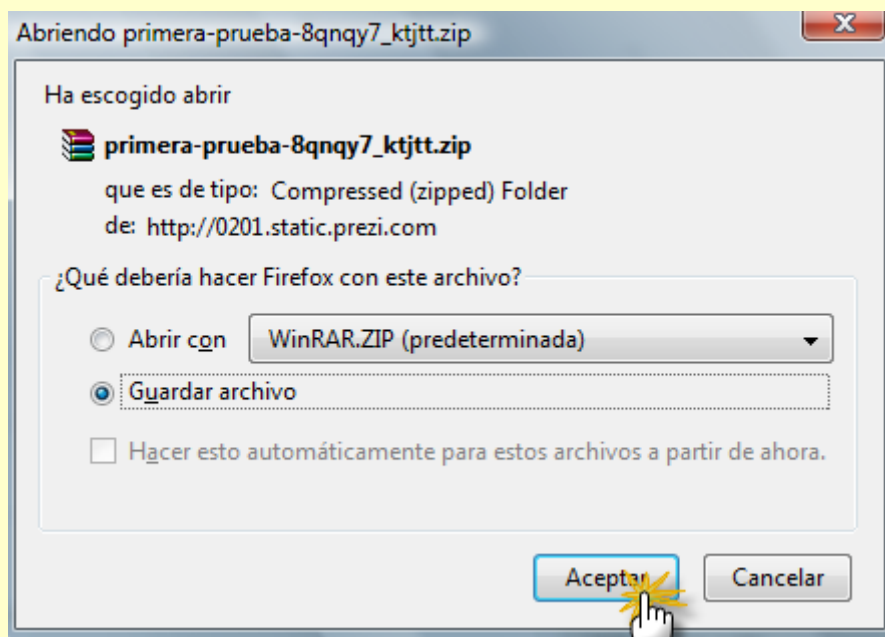 Abriendo primera-prueba-8qnqy7_ktjtt.zip
Ha escogido abrir
primera-prueba-8qnqy7_ktjtt.zip
que es de tipo: Compressed (zipped) Folder
de: http://0201.static.prezi.com
¿Qué debería hacer Firefox con este archivo?
Abrir con WinRAR.ZIP (predeterminada)
Guardar archivo
Hacer esto automáticamente para estos archivos a partir de ahora.
Aceptar Cancelar